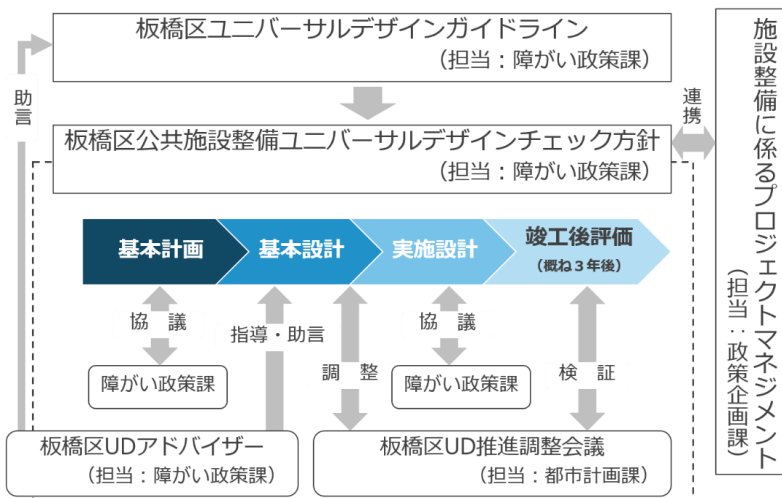 板橋区ユニバーサルデザインガイドライン
（担当：障がい政策課）
助言
板橋区公共施設整備ユニバーサルデザインチェック方針
（担当：障がい政策課）
連携
施設整備に係るプロジェクトマネジメント
（担当：政策企画課）
基本計画
基本設計
実施設計
竣工後評価
（概ね３年後）
協　議
指導・助言
調　整
協　議
検　証
障がい政策課
障がい政策課
板橋区UDアドバイザー
（担当：障がい政策課）
板橋区UD推進調整会議
（担当：都市計画課）